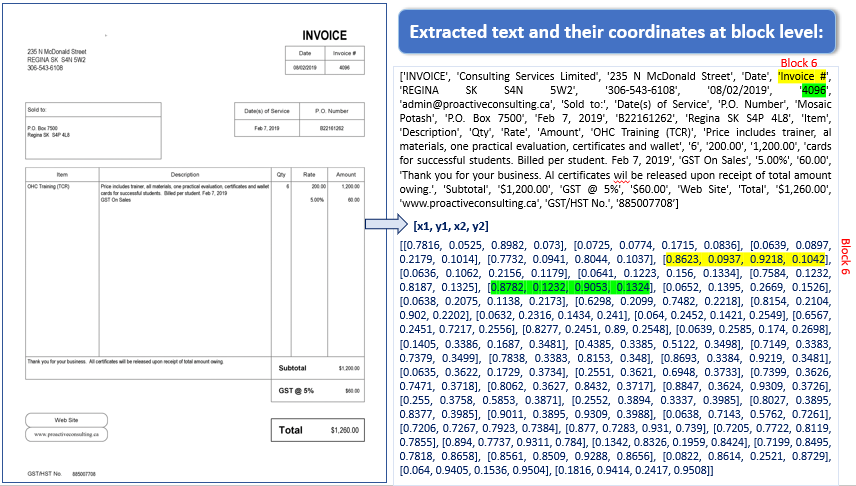 INVOICE
235 N McDonald Street
REGINA SK S4N 5W2
306-543-6108
Date Invoice #
08/02/2019 4096
Sold to:
P.O. Box 7500
Regina SK S4P 4L8
Date(s) of Service P.O. Number
Feb 7, 2019 B22161262
Item Description Qty Rate Amount
OHC Training (TCR) Price includes trainer, all materials, one practical evaluation, certificates and wallet 6 200.00 1,200.00
cards for successful students. Billed per student Feb 7, 2019
GST On Sales 5.00% 60.00
Thank you for your business. All certificates will be released upon receipt of total amount owing.
Subtotal $1,200.00
GST @ 5% $60.00
Total $1,260.00
Web Site
www.proactiveconsulting.ca
GST/HST No. 885007708
Extracted text and their coordinates at block level:
Block 6
['INVOICE', 'Consulting Services Limited', '235 N McDonald Street', 'Date', 'Invoice #',
'REGINA SK S4N 5W2', '306-543-6108', '08/02/2019', '4096',
'admin@proactiveconsulting.ca', 'Sold to:', 'Date(s) of Service', 'P.O. Number', 'Mosaic
Potash', 'P.O. Box 7500', 'Feb 7, 2019', 'B22161262', 'Regina SK S4P 4L8', 'Item',
'Description', 'Qty', 'Rate', 'Amount', 'OHC Training (TCR)', 'Price includes trainer, al
materials, one practical evaluation, certificates and wallet', '6', '200.00', '1,200.00', 'cards
for successful students. Billed per student. Feb 7, 2019', 'GST On Sales', '5.00%', '60.00',
'Thank you for your business. Al certificates wil be released upon receipt of total amount
owing.', 'Subtotal', '$1,200.00', 'GST @ 5%', '$60.00', 'Web Site', 'Total', '$1,260.00',
'www.proactiveconsulting.ca', 'GST/HST No.', '885007708']
[x1, y1, x2, y2]
[[0.7816, 0.0525, 0.8982, 0.073], [0.0725, 0.0774, 0.1715, 0.0836], [0.0639, 0.0897,
0.2179, 0.1014], [0.7732, 0.0941, 0.8044, 0.1037], [0.8623, 0.0937, 0.9218, 0.1042],
[0.0636, 0.1062, 0.2156, 0.1179], [0.0641, 0.1223, 0.156, 0.1334], [0.7584, 0.1232,
0.8187, 0.1325], [0.8782, 0.1232, 0.9053, 0.1324], [0.0652, 0.1395, 0.2669, 0.1526],
[0.0638, 0.2075, 0.1138, 0.2173], [0.6298, 0.2099, 0.7482, 0.2218], [0.8154, 0.2104,
0.902, 0.2202], [0.0632, 0.2316, 0.1434, 0.241], [0.064, 0.2452, 0.1421, 0.2549], [0.6567,
0.2451, 0.7217, 0.2556], [0.8277, 0.2451, 0.89, 0.2548], [0.0639, 0.2585, 0.174, 0.2698],
[0.1405, 0.3386, 0.1687, 0.3481], [0.4385, 0.3385, 0.5122, 0.3498], [0.7149, 0.3383,
0.7379, 0.3499], [0.7838, 0.3383, 0.8153, 0.348], [0.8693, 0.3384, 0.9219, 0.3481],
[0.0635, 0.3622, 0.1729, 0.3734], [0.2551, 0.3621, 0.6948, 0.3733], [0.7399, 0.3626,
0.7471, 0.3718], [0.8062, 0.3627, 0.8432, 0.3717], [0.8847, 0.3624, 0.9309, 0.3726],
[0.255, 0.3758, 0.5853, 0.3871], [0.2552, 0.3894, 0.3337, 0.3985], [0.8027, 0.3895,
0.8377, 0.3985], [0.9011, 0.3895, 0.9309, 0.3988], [0.0638, 0.7143, 0.5762, 0.7261],
[0.7206, 0.7267, 0.7923, 0.7384], [0.877, 0.7283, 0.931, 0.739], [0.7205, 0.7722, 0.8119,
0.7855], [0.894, 0.7737, 0.9311, 0.784], [0.1342, 0.8326, 0.1959, 0.8424], [0.7199, 0.8495,
0.7818, 0.8658], [0.8561, 0.8509, 0.9288, 0.8656], [0.0822, 0.8614, 0.2521, 0.8729],
[0.064, 0.9405, 0.1536, 0.9504], [0.1816, 0.9414, 0.2417, 0.9508]]
Block 6